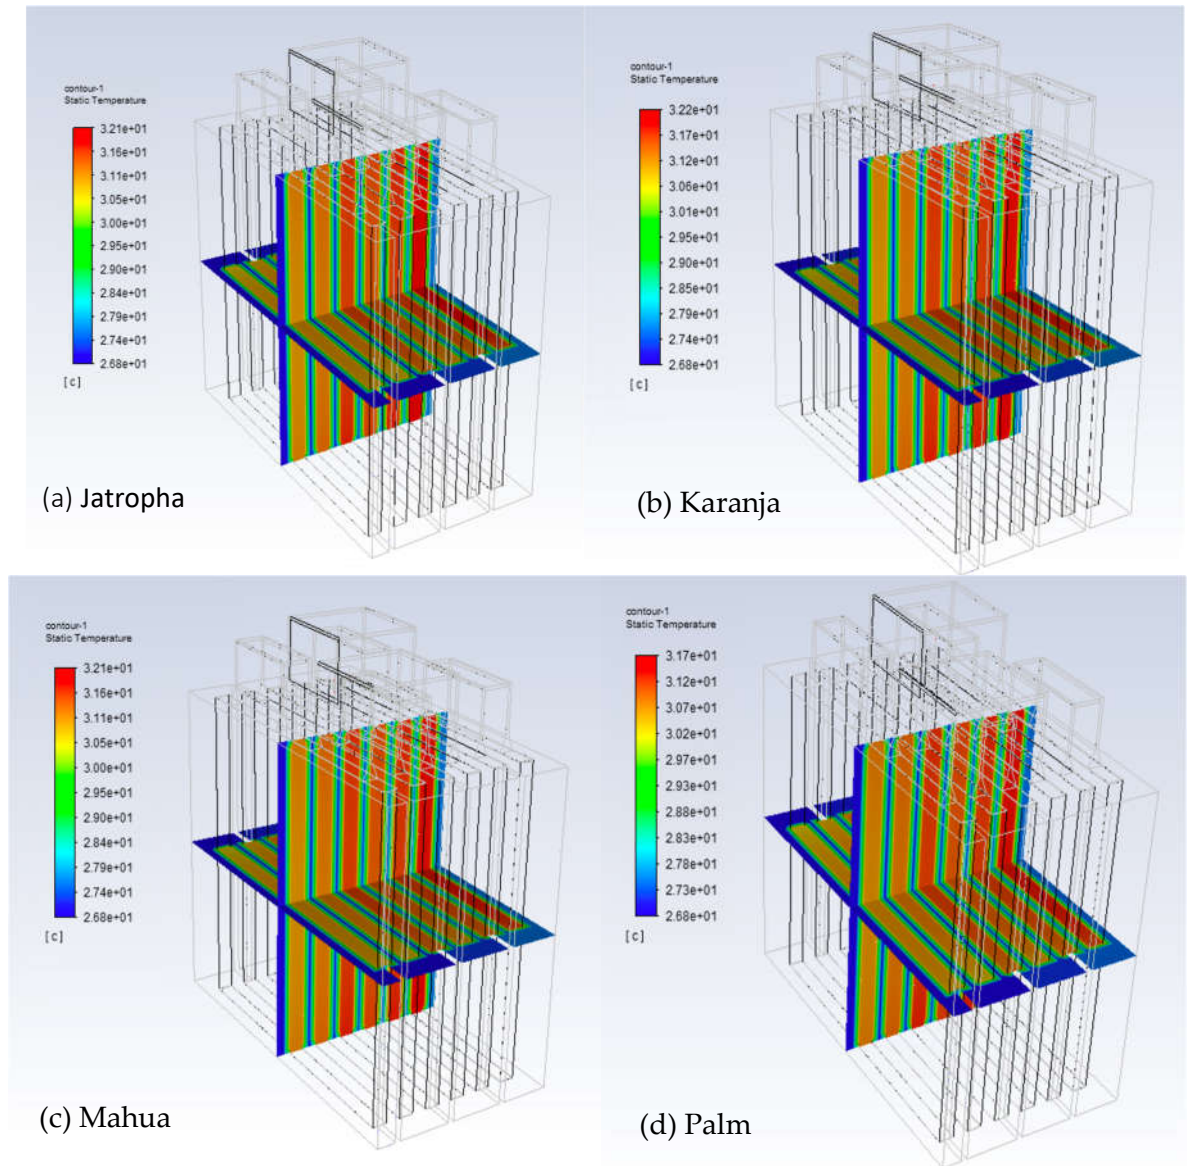 contour-1
Static Temperature
3.21e+01
3.16e+01
3.11e+01
3.05e+01
3.00e+01
2.95e+01
2.90e+01
2.84e+01
2.79e+01
2.74e+01
2.68e+01
[c]
(a) Jatropha
contour-1
Static Temperature
3.22e+01
3.17e+01
3.12e+01
3.06e+01
3.01e+01
2.95e+01
2.90e+01
2.85e+01
2.79e+01
2.74e+01
2.68e+01
[c]
(b) Karanja
contour-1
Static Temperature
3.21e+01
3.16e+01
3.11e+01
3.05e+01
3.00e+01
2.95e+01
2.90e+01
2.84e+01
2.79e+01
2.74e+01
2.68e+01
[c]
(c) Mahua
contour-1
Static Temperature
3.17e+01
3.12e+01
3.07e+01
3.02e+01
2.97e+01
2.93e+01
2.88e+01
2.83e+01
2.78e+01
2.73e+01
2.68e+01
[c]
(d) Palm